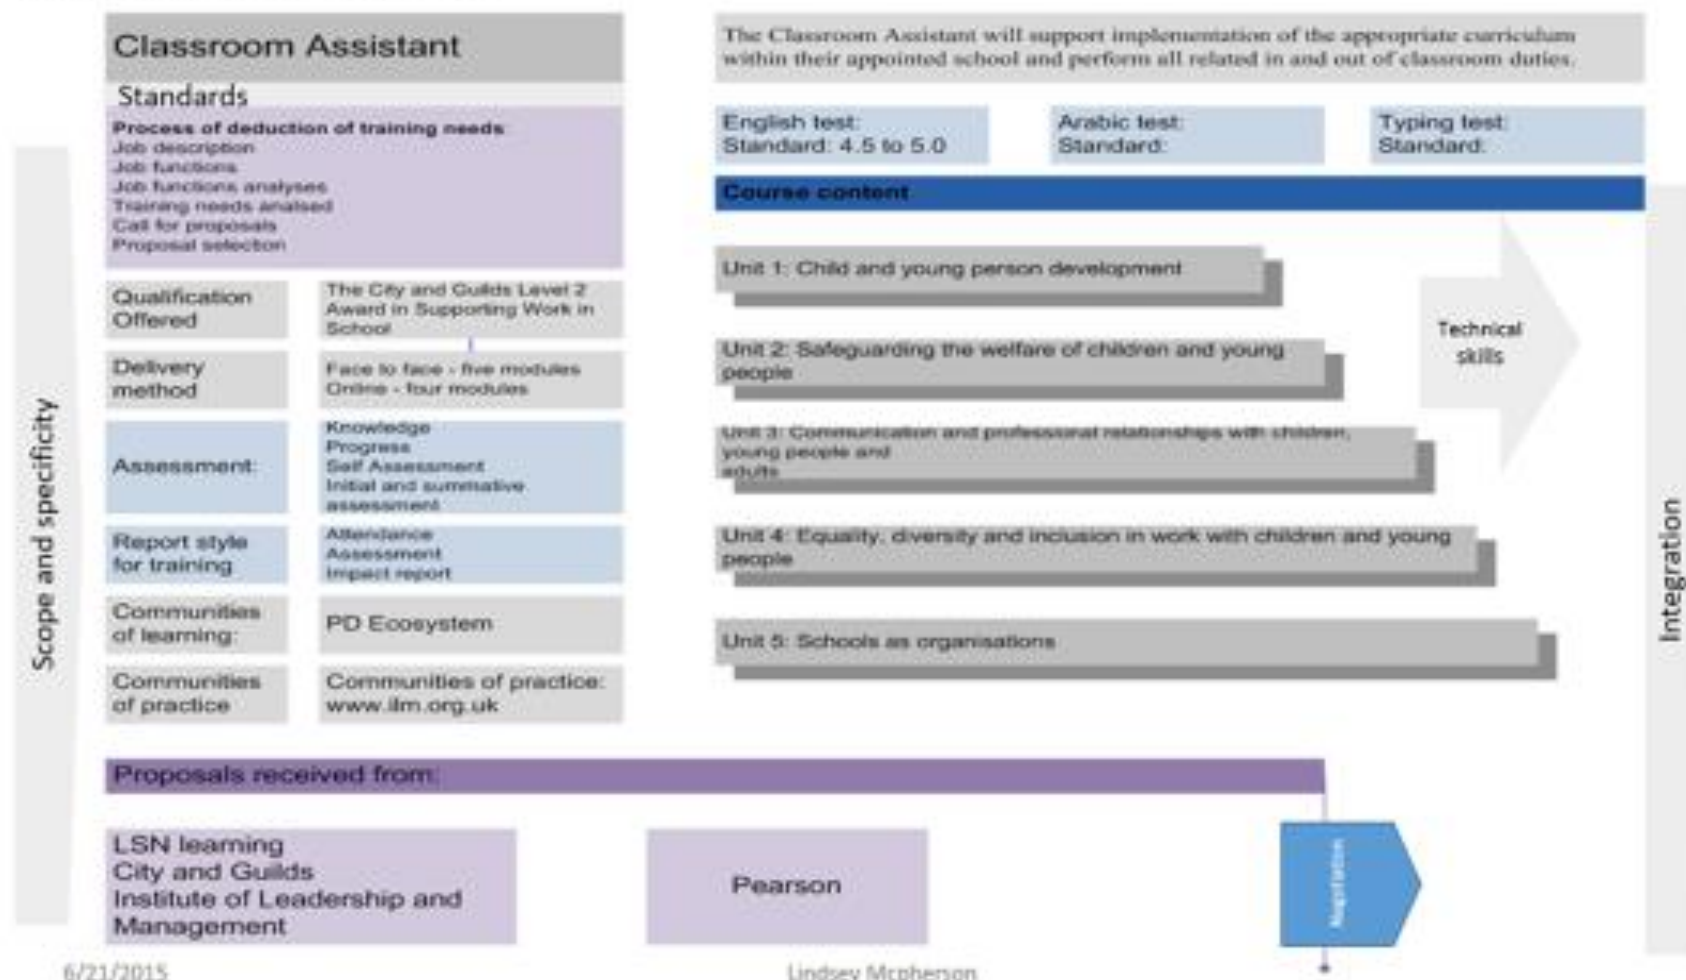 Classroom Assistant
Standards
Process of deduction of training needs:
Job description
Job functions
Job functions analyses
Training needs analsed
Call for proposals
Proposal selection
Qualification
Offered
The City and Guilds Level 2
Award in Supporting Work in
School
Delivery
method
Face to face - five modules
Online - four modules
Assessment:
Knowledge
Progress
Self Assessment
Initial and summative
assessment
Report style
for training
Attendance
Assessment
Impact report
Communities
of learning:
PD Ecosystem
Communities
of practice
Communities of practice:
www.ilm.org.uk
Scope and specificity
The Classroom Assistant will support implementation of the appropriate curriculum
within their appointed school and perform all related in and out of classroom duties.
English test:
Standard: 4.5 to 5.0
Arabic test:
Standard:
Typing test:
Standard:
Course content
Unit 1: Child and young person development
Unit 2: Safeguarding the welfare of children and young
people
Unit 3: Communication and professional relationships with children,
young people and
adults
Unit 4: Equality, diversity and inclusion in work with children and young
people
Unit 5: Schools as organisations
Technical
skills
Integration
Proposals received from:
LSN learning
City and Guilds
Institute of Leadership and
Management
Pearson
6/21/2015
Lindsey Mcpherson